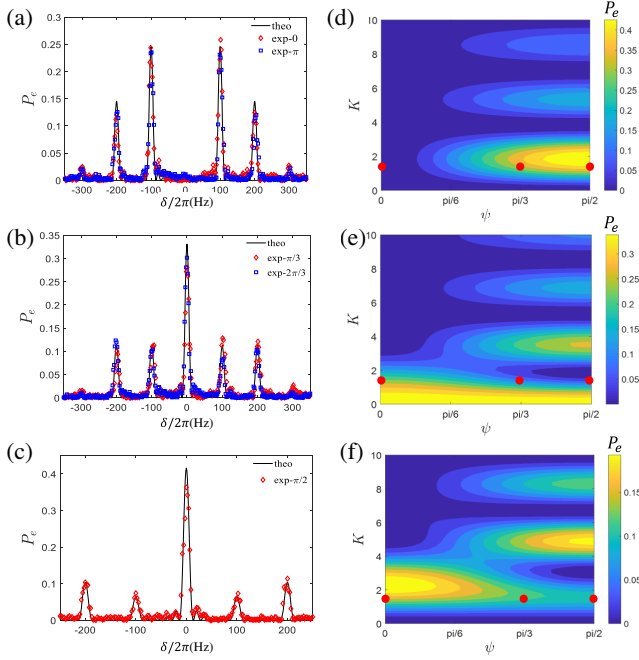 (a)
0.3
0.25
0.2
0.15
0.1
0.05
0
P_e
theo
exp-0
exp-π
-300 -200 -100 0 100 200 300
δ/2π(Hz)
(d)
10
8
6
4
2
0
K
0 pi/6 pi/3 pi/2
ψ
P_e
0.4
0.35
0.3
0.25
0.2
0.15
0.1
0.05
(b)
0.35
0.3
0.25
0.2
0.15
0.1
0.05
0
P_e
theo
exp-π/3
exp-2π/3
-300 -200 -100 0 100 200 300
δ/2π(Hz)
(e)
10
8
6
4
2
0
K
0 pi/6 pi/3 pi/2
ψ
P_e
0.3
0.25
0.2
0.15
0.1
0.05
(c)
0.4
0.3
0.2
0.1
0
P_e
theo
exp-π/2
-200 -100 0 100 200
δ/2π(Hz)
(f)
10
8
6
4
2
0
K
0 pi/6 pi/3 pi/2
ψ
P_e
0.15
0.1
0.05
0